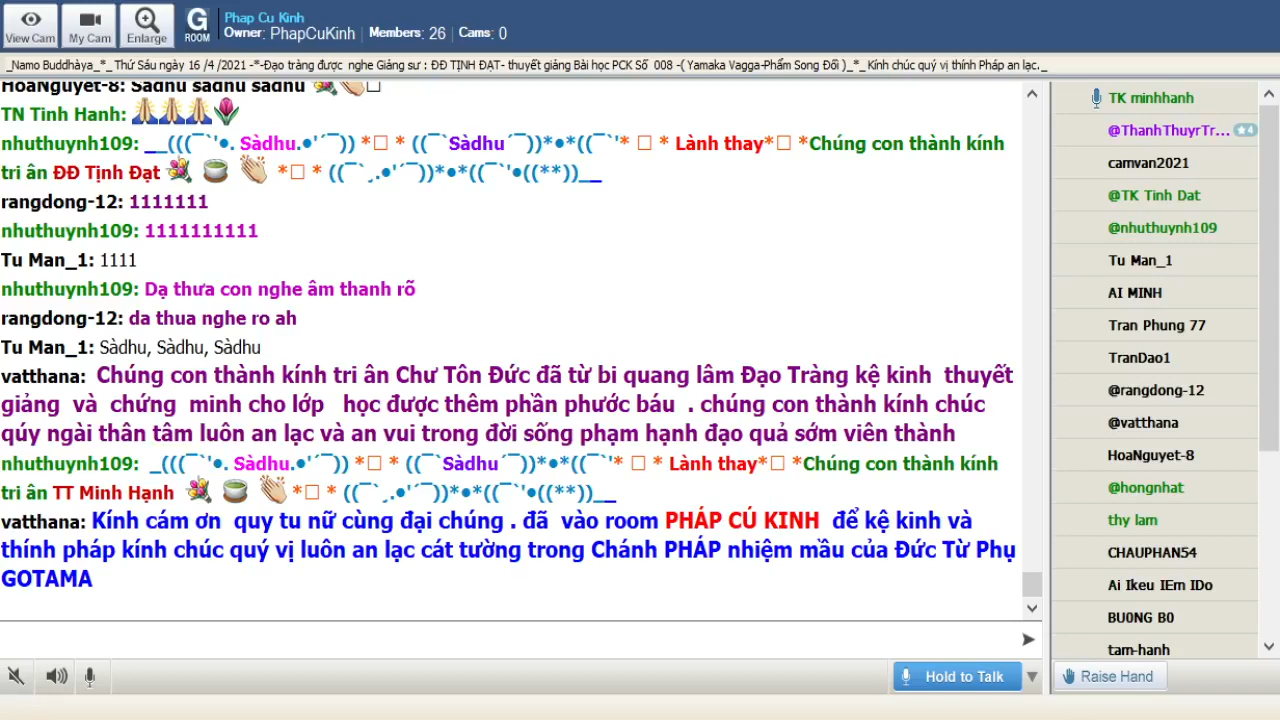 View Cam
My Cam
Enlarge
G ROOM
Phap Cu Kinh
Owner: PhapCuKinh | Members: 26 | Cams: 0
_Namo Buddhàya_*_ Thứ Sáu ngày 16 /4 /2021 -*-Đạo tràng được nghe Giảng sư : ĐĐ TỊNH ĐẠT- thuyết giảng Bài học PCK Số 008 -( Yamaka Vagga-Phẩm Song Đối )_*_ Kính chúc quý vị thính Pháp an lạc._
HoaNguyet-8: Sadhu sadhu sadhu 💐👏□
TN Tinh Hanh: 🙏🙏🙏🌷
nhuthuynh109: __(((¯`'•. Sàdhu.•'´¯)) *□ * ((¯`Sàdhu´¯))*•*((¯`'* □ * Lành thay*□ *Chúng con thành kính
tri ân ĐĐ Tịnh Đạt 💐 🍵 👏 *□ * ((¯`¸.•'´¯))*•*((¯`'•((**))__
rangdong-12: 1111111
nhuthuynh109: 1111111111
Tu Man_1: 1111
nhuthuynh109: Dạ thưa con nghe âm thanh rõ
rangdong-12: da thua nghe ro ah
Tu Man_1: Sàdhu, Sàdhu, Sàdhu
vatthana: Chúng con thành kính tri ân Chư Tôn Đức đã từ bi quang lâm Đạo Tràng kệ kinh thuyết
giảng và chứng minh cho lớp học được thêm phần phước báu . chúng con thành kính chúc
qúy ngài thân tâm luôn an lạc và an vui trong đời sống phạm hạnh đạo quả sớm viên thành
nhuthuynh109: _(((¯`'•. Sàdhu.•'´¯)) *□ * ((¯`Sàdhu´¯))*•*((¯`'* □ * Lành thay*□ *Chúng con thành kính
tri ân TT Minh Hạnh 💐 🍵 👏 *□ * ((¯`¸.•'´¯))*•*((¯`'•((**))__
vatthana: Kính cám ơn quy tu nữ cùng đại chúng . đã vào room PHÁP CÚ KINH để kệ kinh và
thính pháp kính chúc quý vị luôn an lạc cát tường trong Chánh PHÁP nhiệm mầu của Đức Từ Phụ
GOTAMA
Hold to Talk
TK minhhanh
@ThanhThuyrTr... ★4
camvan2021
@TK Tinh Dat
@nhuthuynh109
Tu Man_1
AI MINH
Tran Phung 77
TranDao1
@rangdong-12
@vatthana
HoaNguyet-8
@hongnhat
thy lam
CHAUPHAN54
Ai Ikeu IEm IDo
BU0NG B0
tam-hanh
Raise Hand